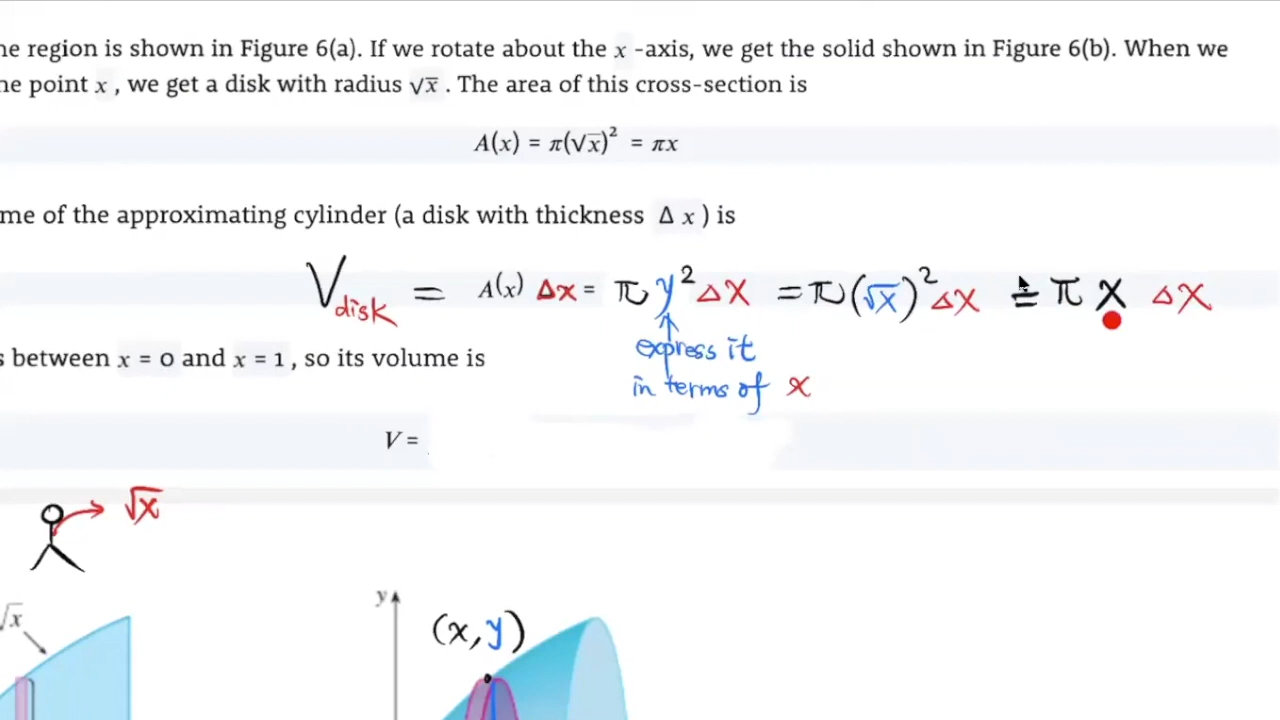 ne region is shown in Figure 6(a). If we rotate about the x -axis, we get the solid shown in Figure 6(b). When we
ne point x , we get a disk with radius √x . The area of this cross-section is
A(x) = π(√x)² = πx
me of the approximating cylinder (a disk with thickness Δ x ) is
V disk = A(x) Δx = π y² Δx = π(√x)² Δx = π x Δx
express it
in terms of x
s between x = 0 and x = 1 , so its volume is
V =
√x
√x
y
(x,y)